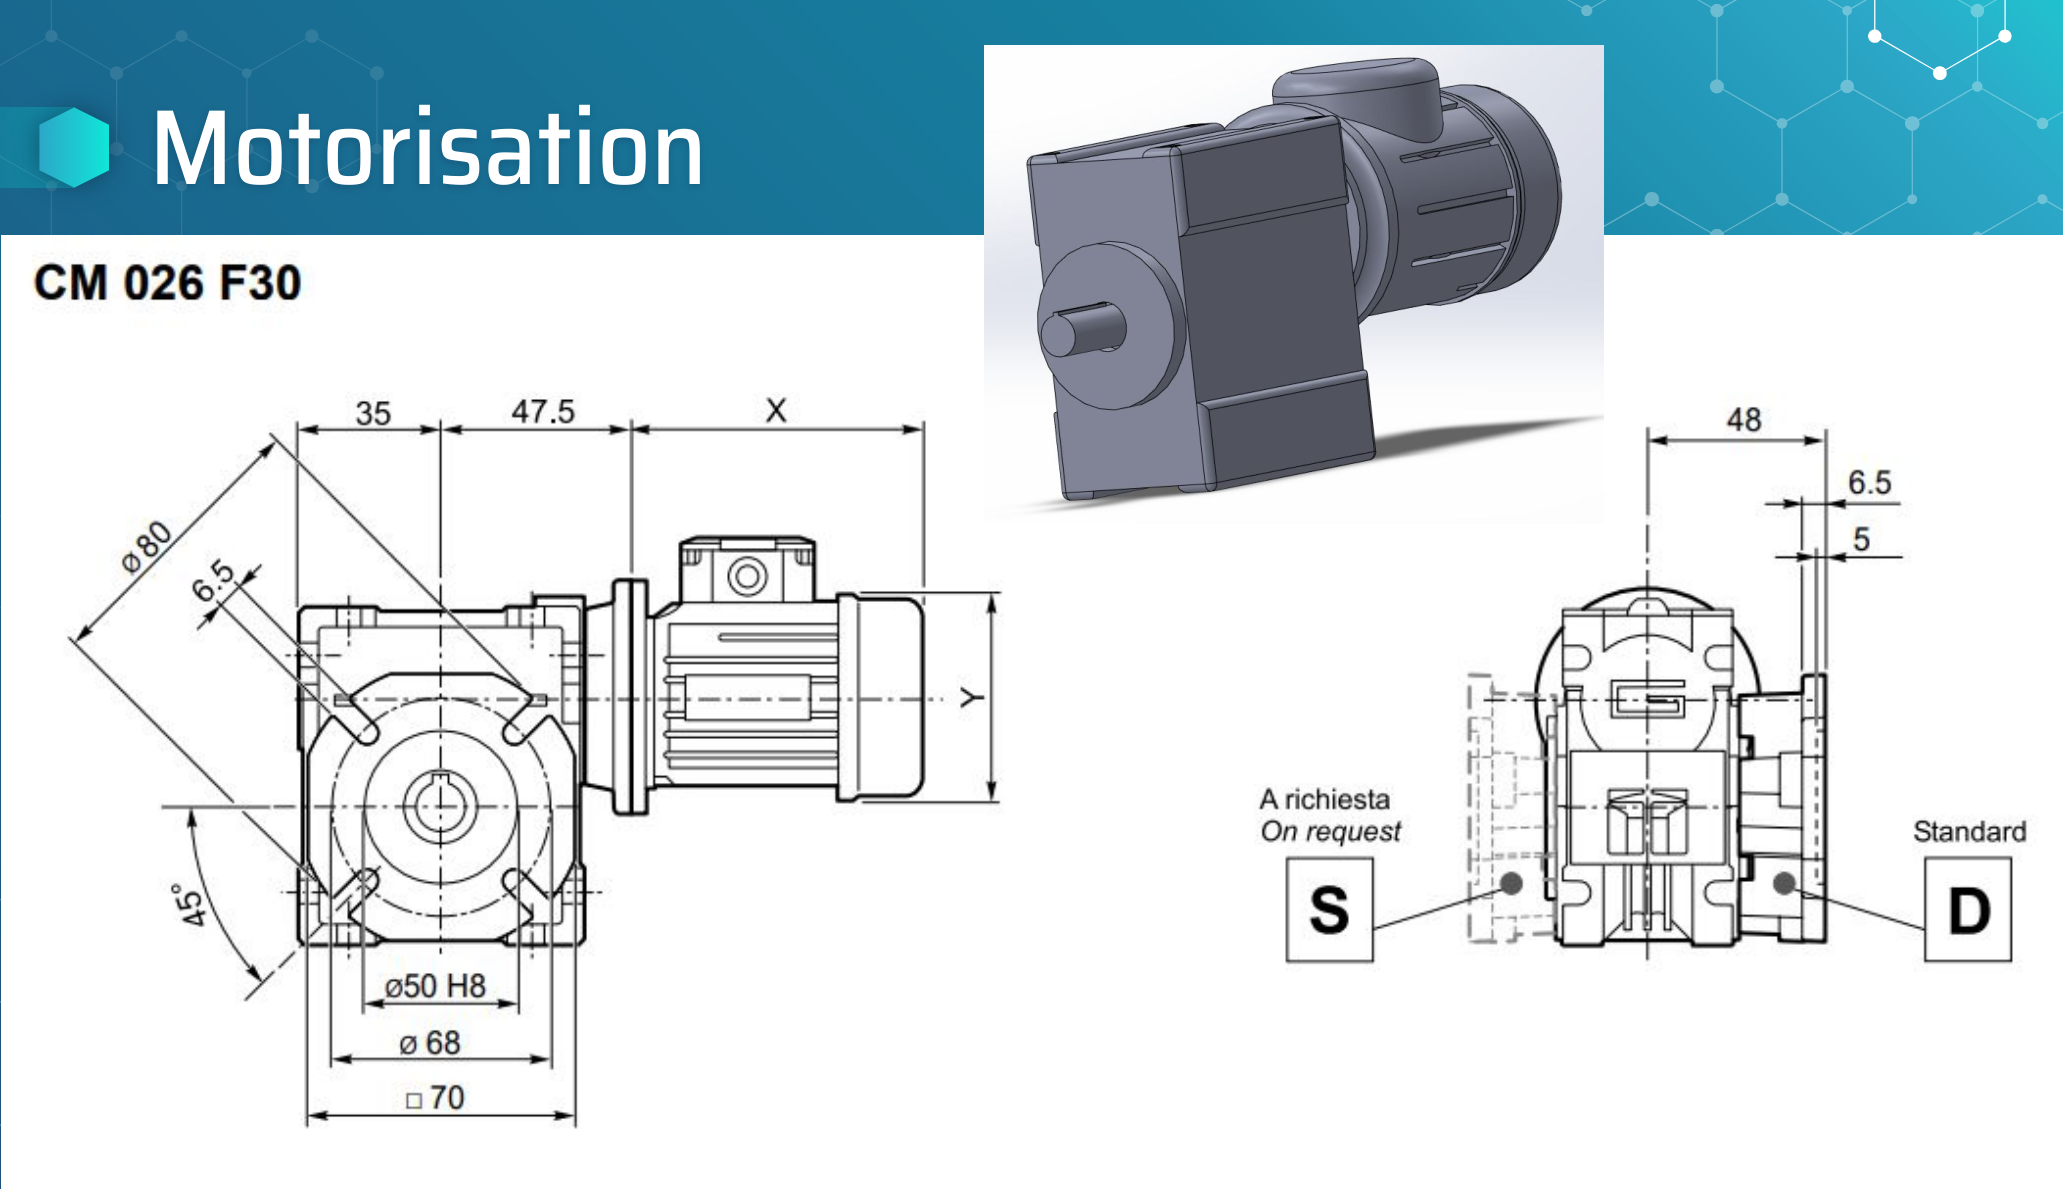 Motorisation
CM 026 F30
35
47.5
X
ø 80
6.5
Y
45°
ø50 H8
ø 68
□ 70
48
6.5
5
A richiesta
On request
S
Standard
D